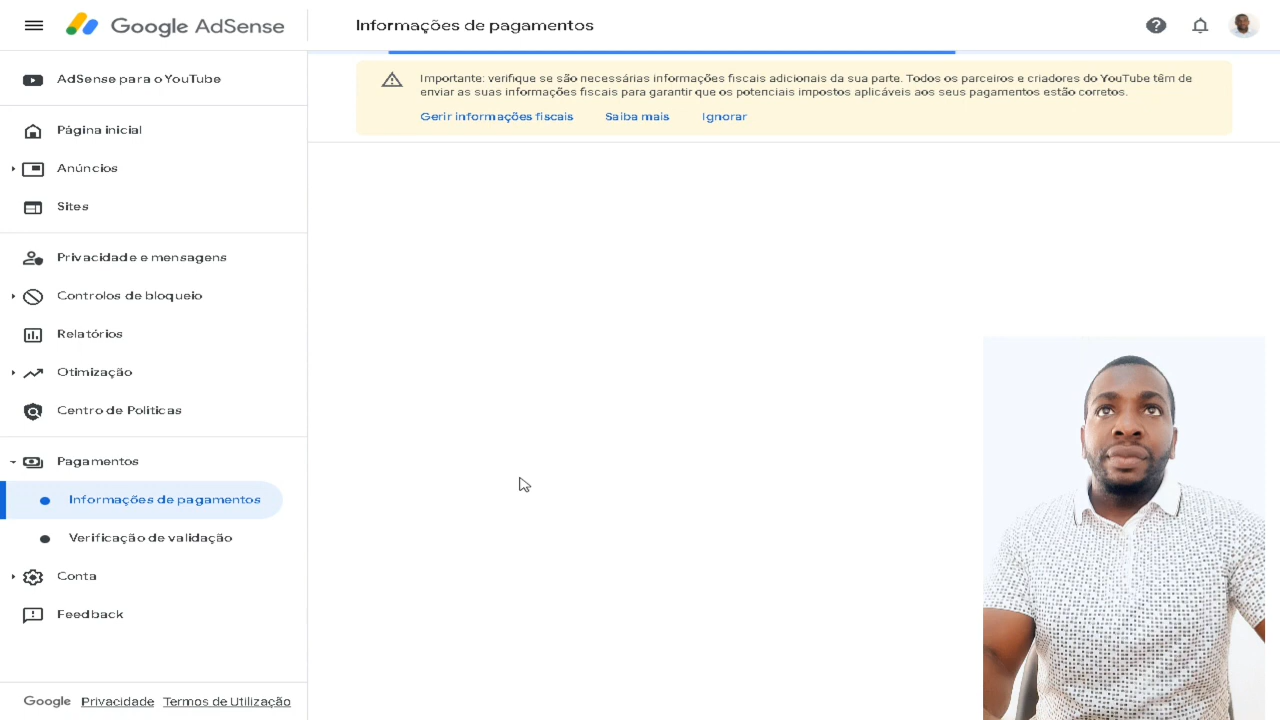 Google AdSense
Informações de pagamentos
AdSense para o YouTube
Página inicial
Anúncios
Sites
Privacidade e mensagens
Controlos de bloqueio
Relatórios
Otimização
Centro de Políticas
Pagamentos
Informações de pagamentos
Verificação de validação
Conta
Feedback
Google Privacidade Termos de Utilização
Importante: verifique se são necessárias informações fiscais adicionais da sua parte. Todos os parceiros e criadores do YouTube têm de
enviar as suas informações fiscais para garantir que os potenciais impostos aplicáveis aos seus pagamentos estão corretos.
Gerir informações fiscais Saiba mais Ignorar